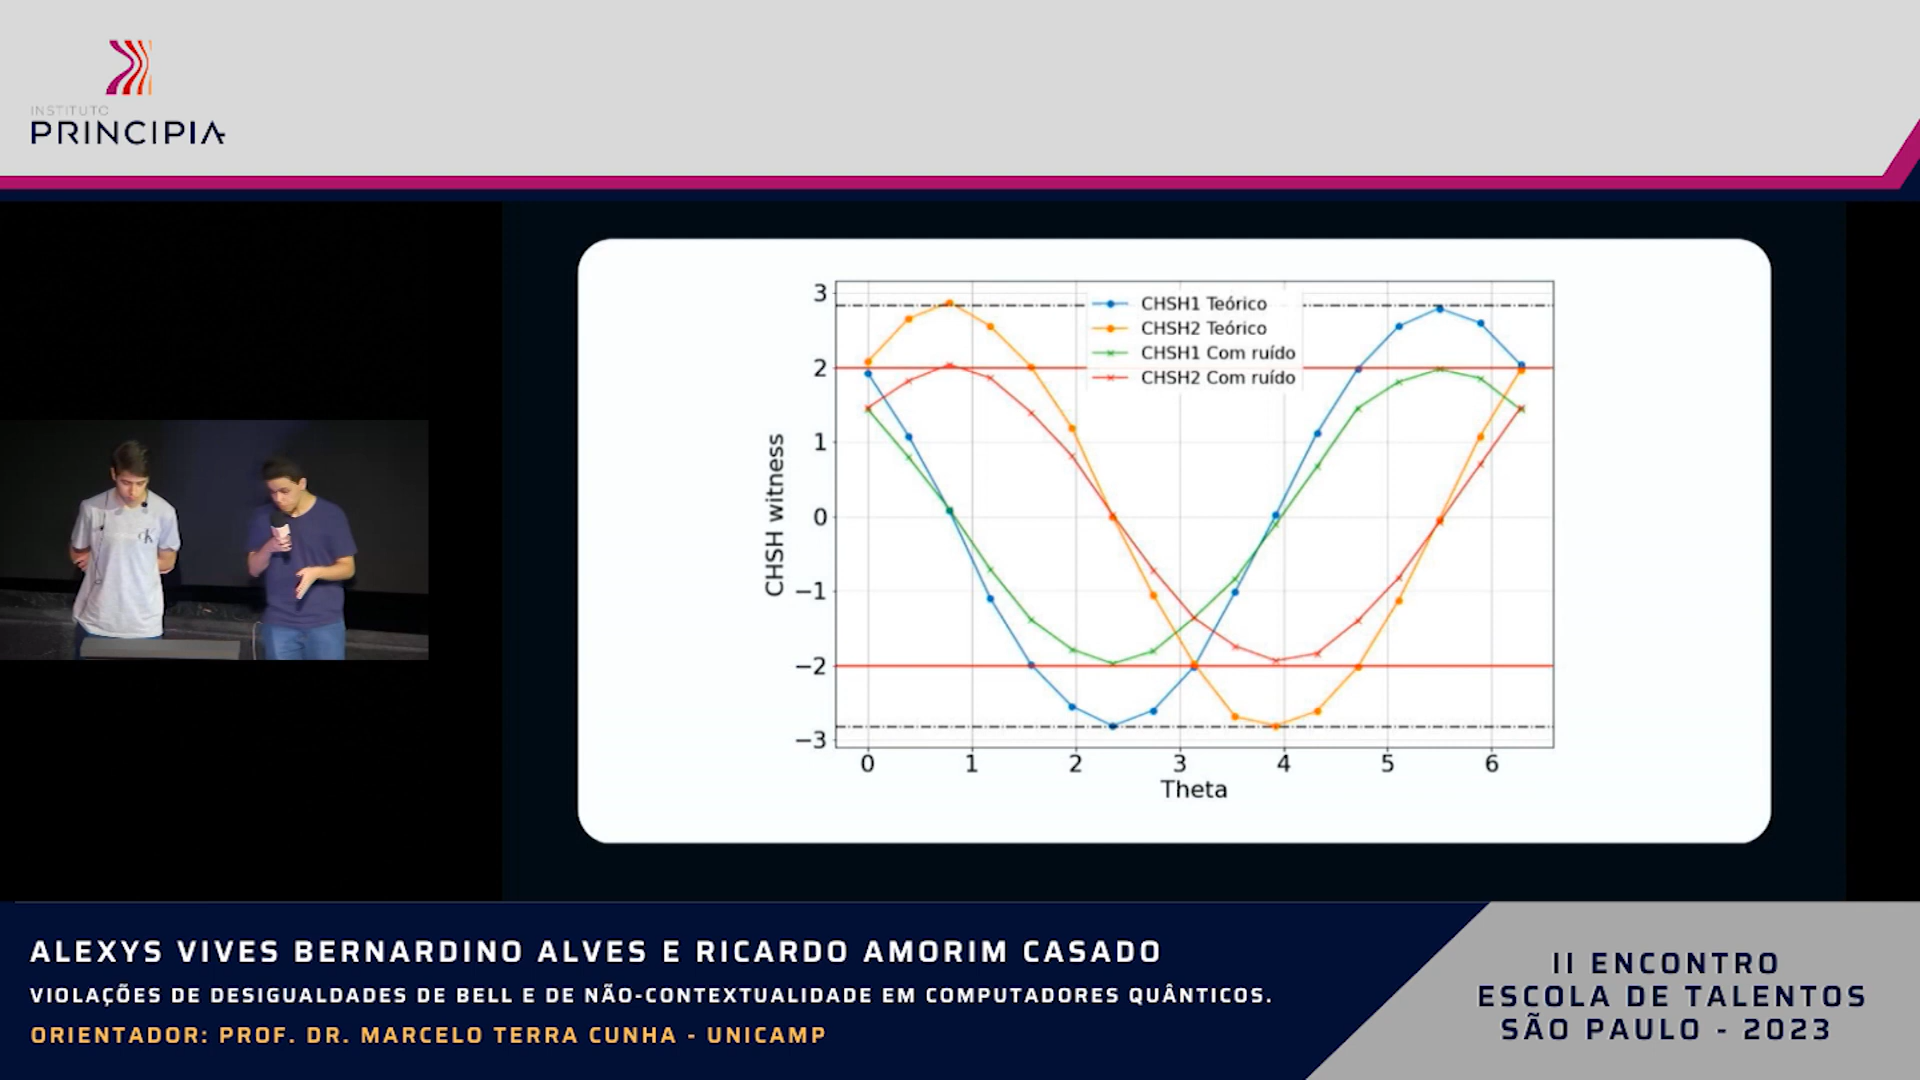 INSTITUTO
PRINCIPIA
3
2
1
0
−1
−2
−3
CHSH witness
CHSH1 Teórico
CHSH2 Teórico
CHSH1 Com ruído
CHSH2 Com ruído
0 1 2 3 4 5 6
Theta
ALEXYS VIVES BERNARDINO ALVES E RICARDO AMORIM CASADO
VIOLAÇÕES DE DESIGUALDADES DE BELL E DE NÃO-CONTEXTUALIDADE EM COMPUTADORES QUÂNTICOS.
ORIENTADOR: PROF. DR. MARCELO TERRA CUNHA - UNICAMP
II ENCONTRO
ESCOLA DE TALENTOS
SÃO PAULO - 2023